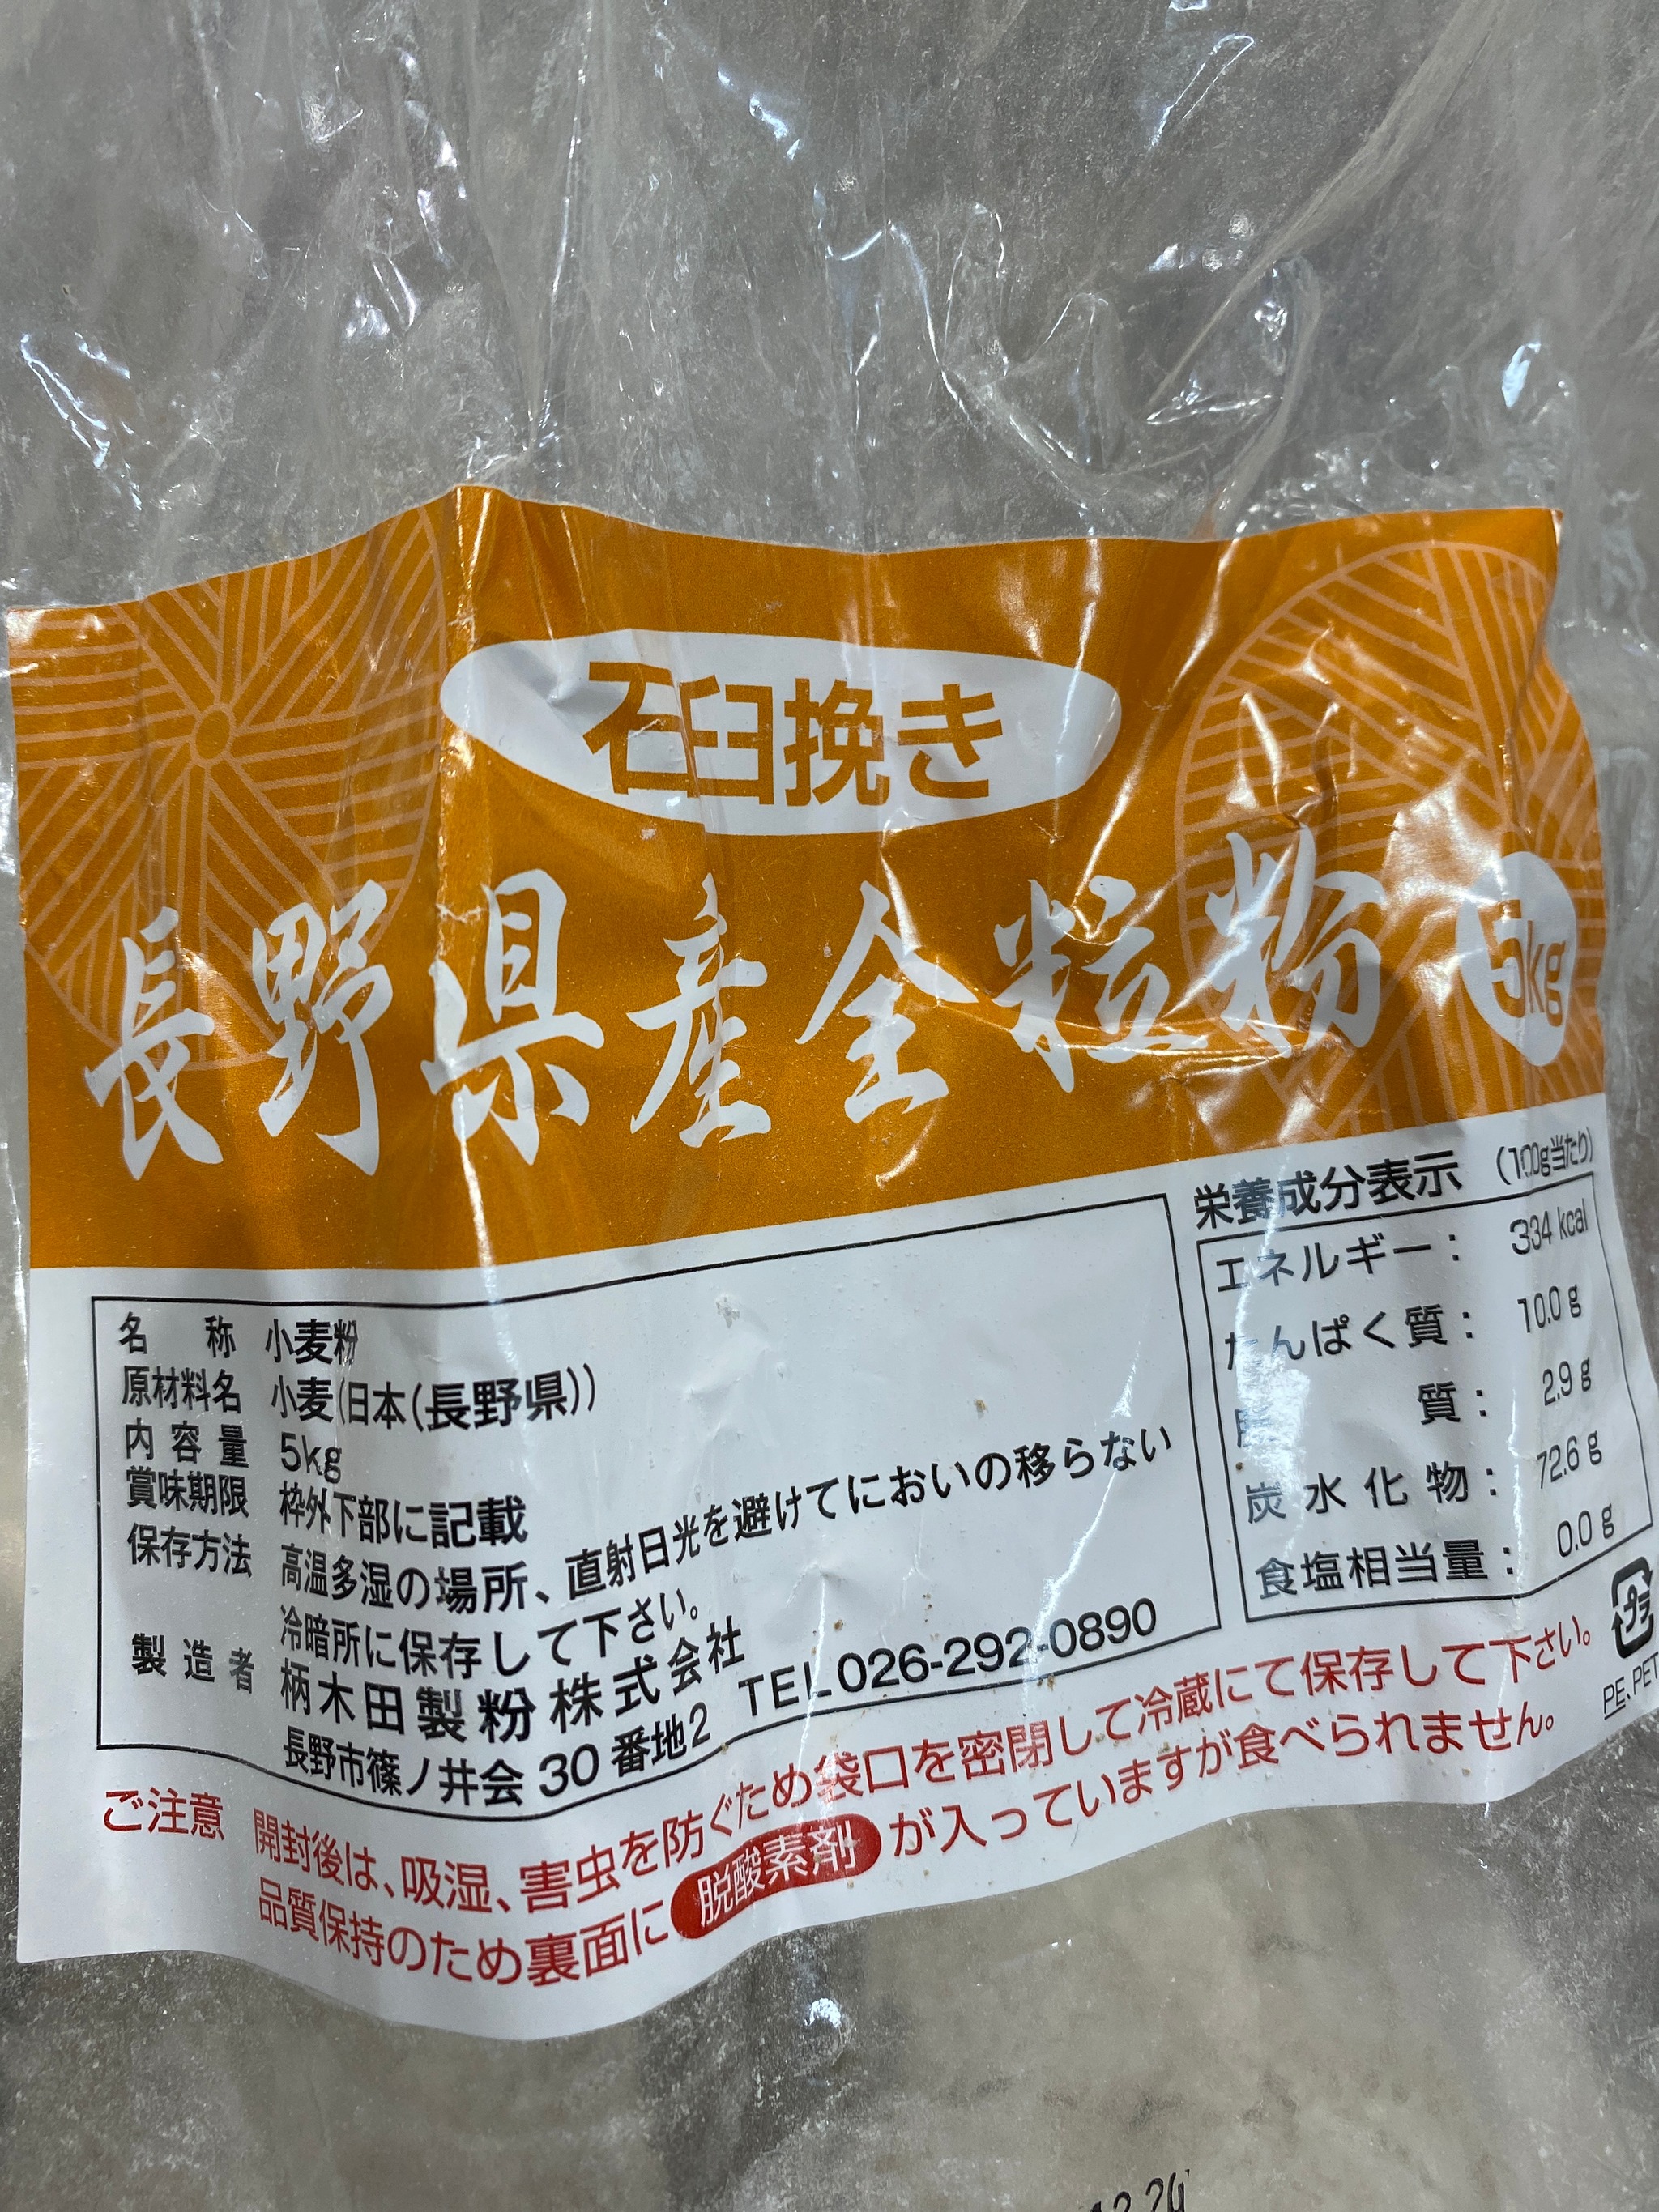 石臼挽き
長野県産全粒粉 5kg
名称 小麦粉
原材料名 小麦(日本(長野県))
内容量 5kg
賞味期限 枠外下部に記載
保存方法 高温多湿の場所、直射日光を避けてにおいの移らない
冷暗所に保存して下さい。
製造者 柄木田製粉株式会社
長野市篠ノ井会30番地2 TEL026-292-0890
栄養成分表示 (100g当たり)
エネルギー: 334 kcal
たんぱく質: 10.0 g
質: 2.9 g
炭水化物: 72.6 g
食塩相当量: 0.0 g
プラ
PE、PET
ご注意 開封後は、吸湿、害虫を防ぐため袋口を密閉して冷蔵にて保存して下さい。
品質保持のため裏面に脱酸素剤が入っていますが食べられません。